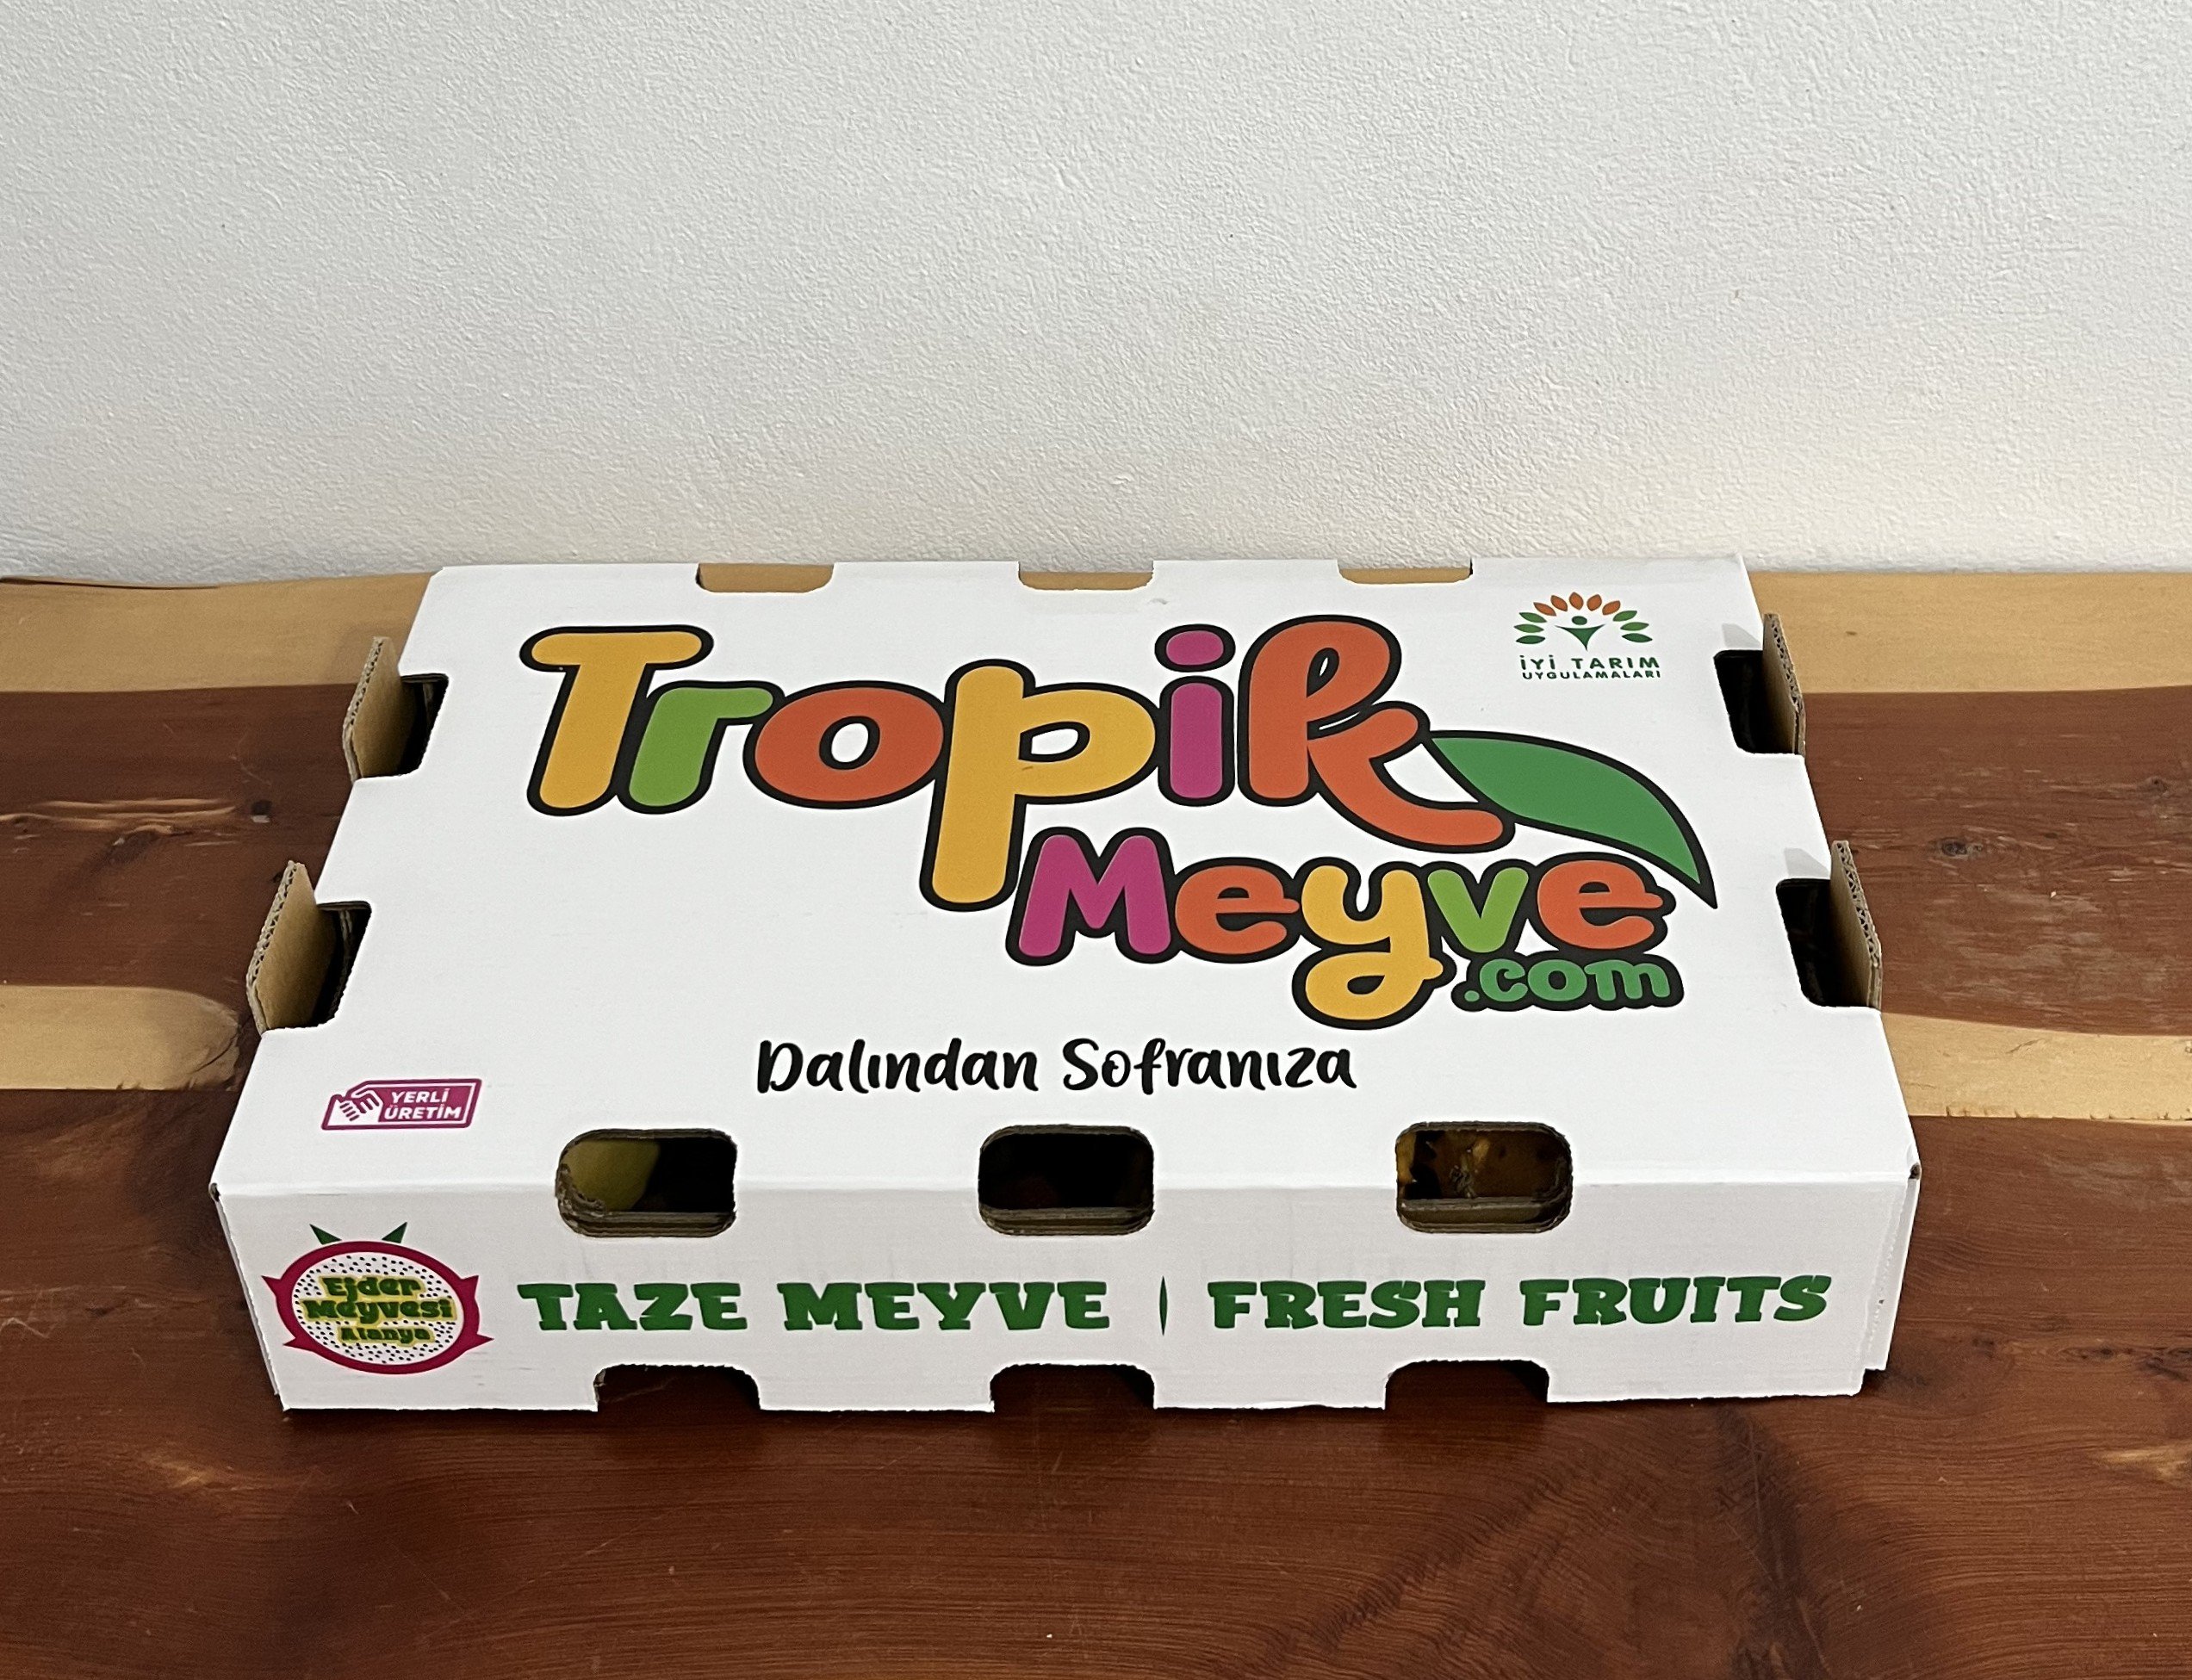 Tropik
Meyve
.com
İYİ TARIM
UYGULAMALARI
Dalından Sofranıza
YERLİ
ÜRETİM
Ejder
Meyvesi
Alanya
TAZE MEYVE | FRESH FRUITS